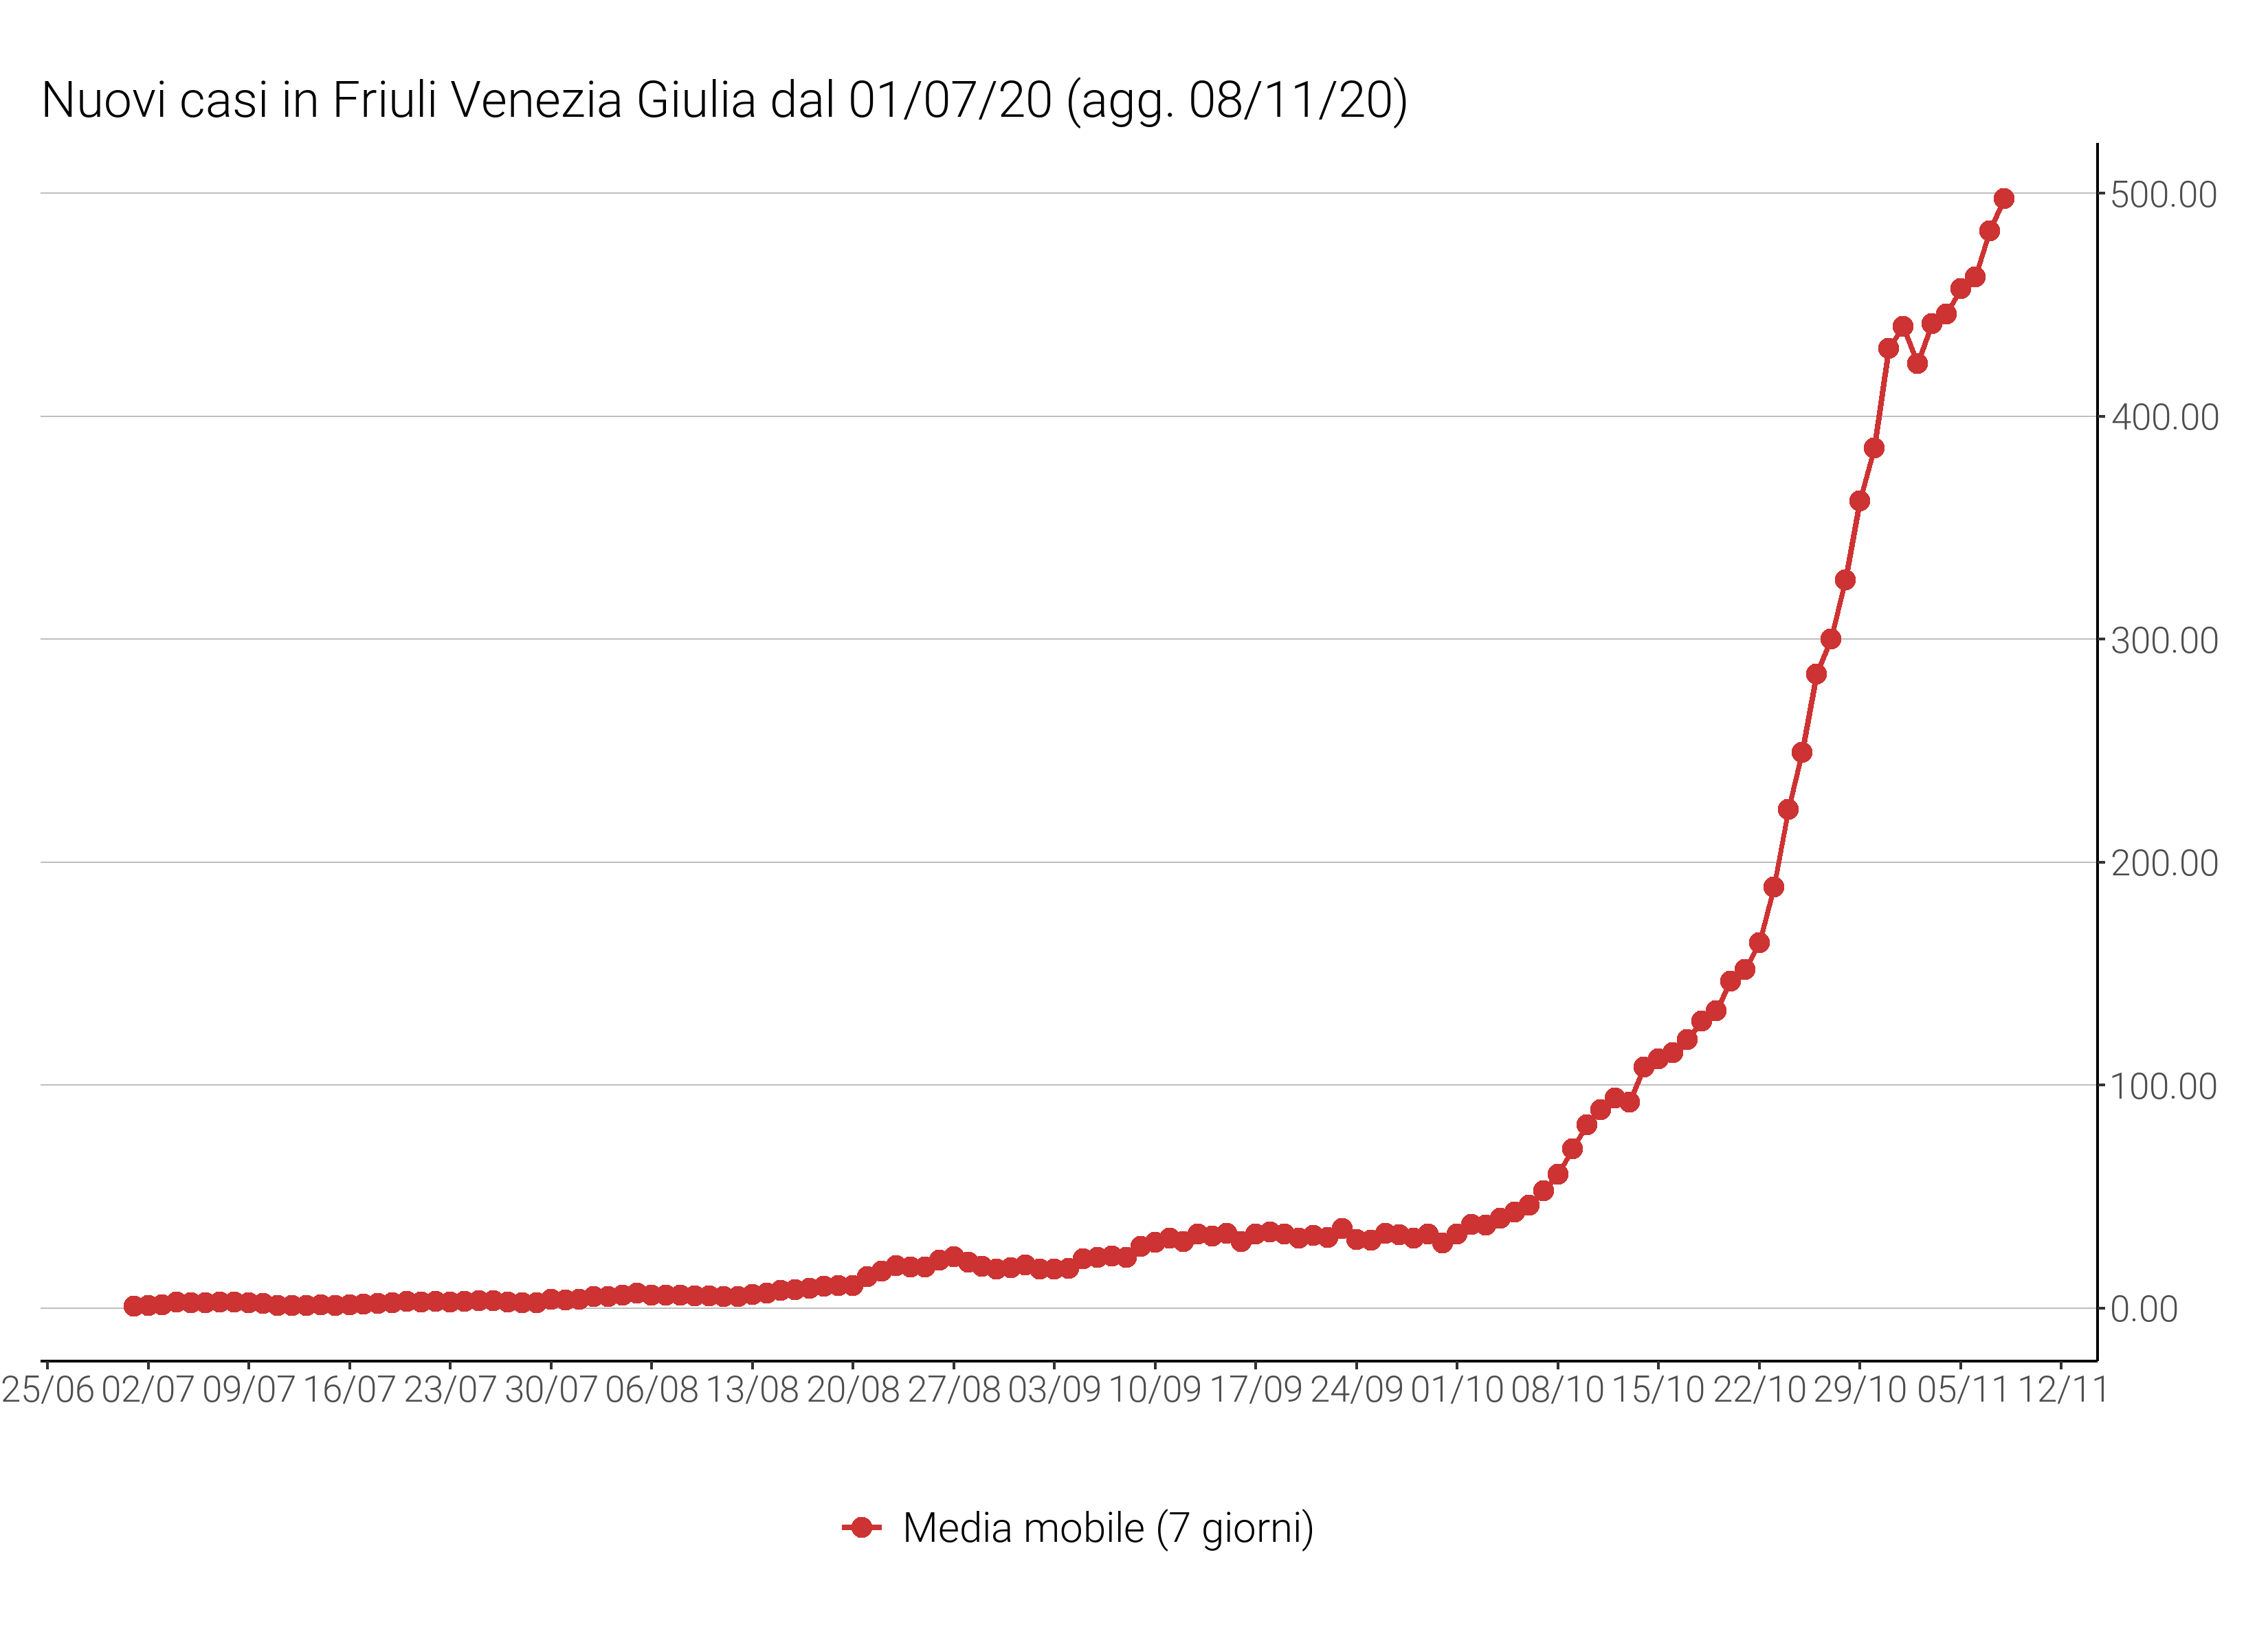 Nuovi casi in Friuli Venezia Giulia dal 01/07/20 (agg. 08/11/20)
500.00
400.00
300.00
200.00
100.00
0.00
25/06 02/07 09/07 16/07 23/07 30/07 06/08 13/08 20/08 27/08 03/09 10/09 17/09 24/09 01/10 08/10 15/10 22/10 29/10 05/11 12/11
Media mobile (7 giorni)